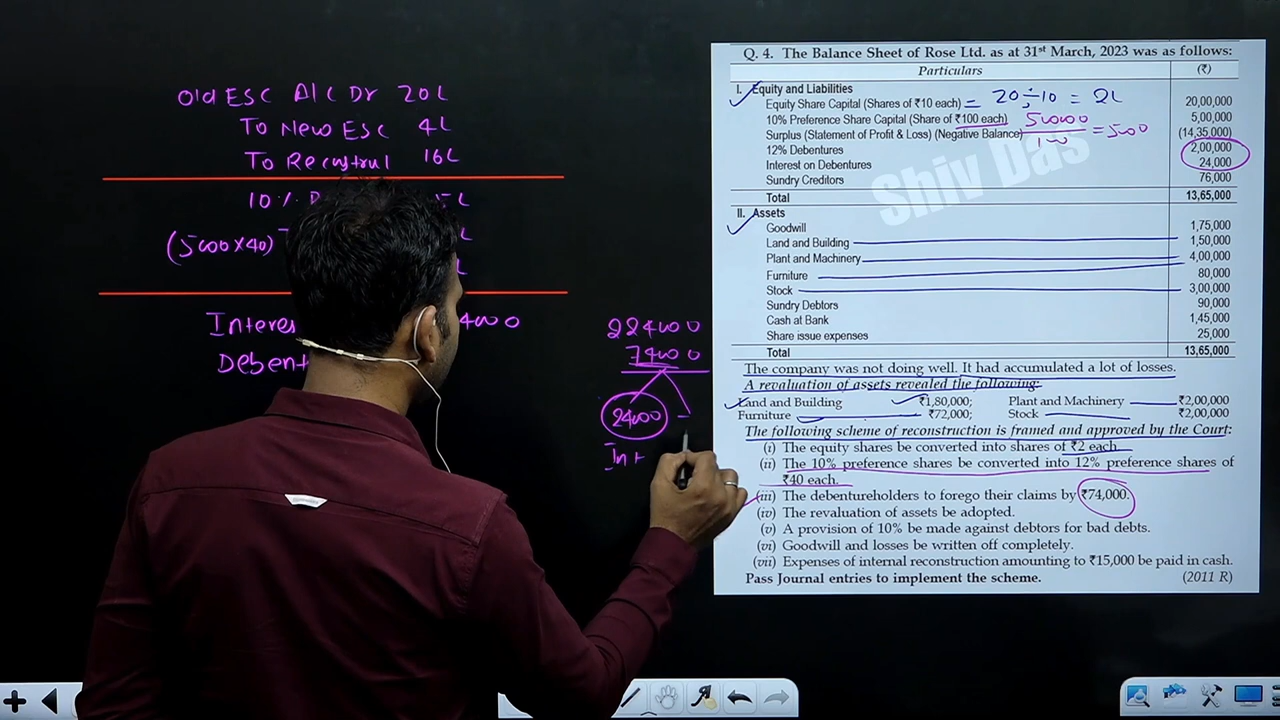 Old ESC A/C Dr 20L
To New ESC 4L
To Reconstruc 16L
10%
(5000×40)
Interes 4000
Debent
224000
74000
24000
Int
Q. 4. The Balance Sheet of Rose Ltd. as at 31st March, 2023 was as follows:
Particulars (₹)
I. Equity and Liabilities
Equity Share Capital (Shares of ₹10 each) = 20÷10 = 2L 20,00,000
10% Preference Share Capital (Share of ₹100 each) 500000/100 = 5000 5,00,000
Surplus (Statement of Profit & Loss) (Negative Balance) (14,35,000)
12% Debentures 2,00,000
Interest on Debentures 24,000
Sundry Creditors 76,000
Total 13,65,000
II. Assets
Goodwill 1,75,000
Land and Building 1,50,000
Plant and Machinery 4,00,000
Furniture 80,000
Stock 3,00,000
Sundry Debtors 90,000
Cash at Bank 1,45,000
Share issue expenses 25,000
Total 13,65,000
Shiv Das
The company was not doing well. It had accumulated a lot of losses.
A revaluation of assets revealed the following:
Land and Building ₹1,80,000; Plant and Machinery ₹2,00,000
Furniture ₹72,000; Stock ₹2,00,000
The following scheme of reconstruction is framed and approved by the Court:
(i) The equity shares be converted into shares of ₹2 each.
(ii) The 10% preference shares be converted into 12% preference shares of
₹40 each.
(iii) The debentureholders to forego their claims by ₹74,000.
(iv) The revaluation of assets be adopted.
(v) A provision of 10% be made against debtors for bad debts.
(vi) Goodwill and losses be written off completely.
(vii) Expenses of internal reconstruction amounting to ₹15,000 be paid in cash.
Pass Journal entries to implement the scheme. (2011 R)